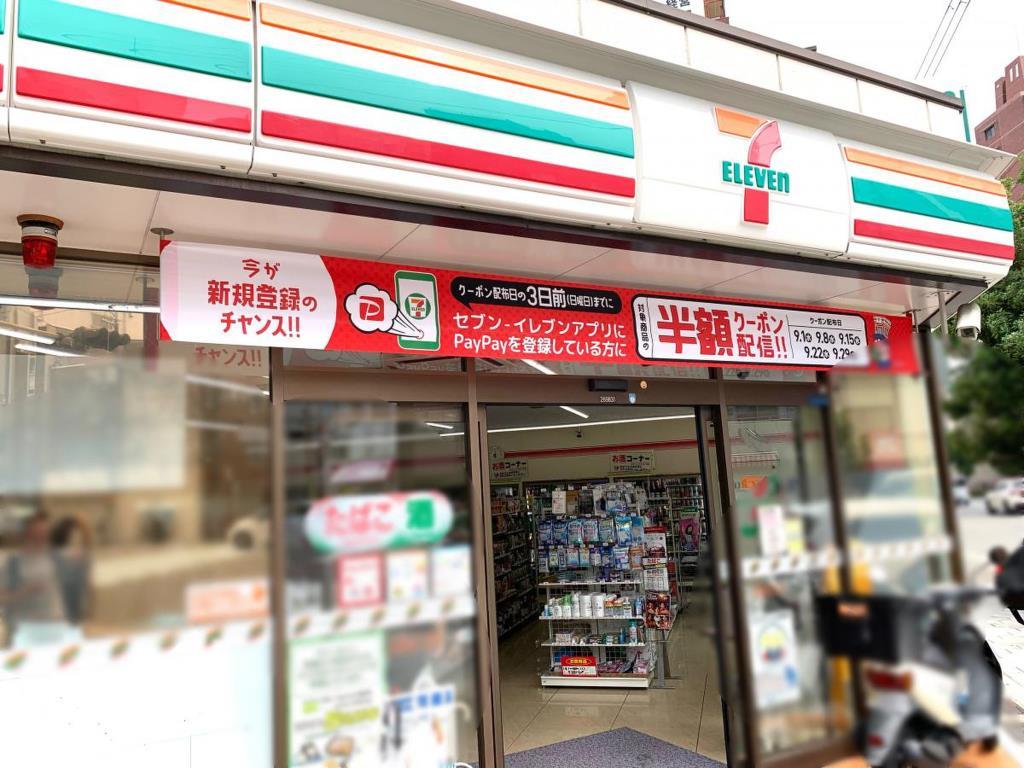 7
ELEVEn
今が
新規登録の
チャンス!!
P
クーポン配布日の3日前(日曜日)までに
セブン-イレブンアプリに
PayPayを登録している方に
対象商品の
半額クーポン配信!!
クーポン配布日
9.1 9.8 9.15
9.22 9.29
チャンス!!
お酒コーナー
お酒コーナー
たばこ 酒